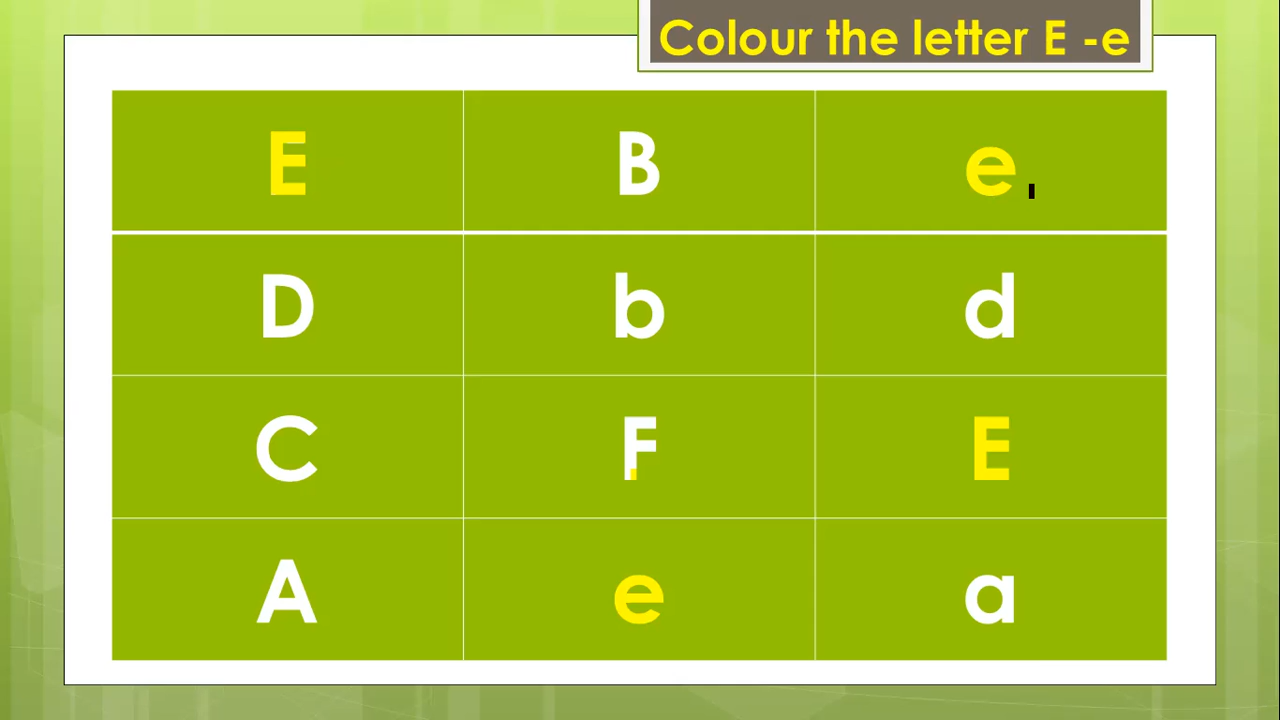 Colour the letter E -e
E B e
D b d
C F E
A e a